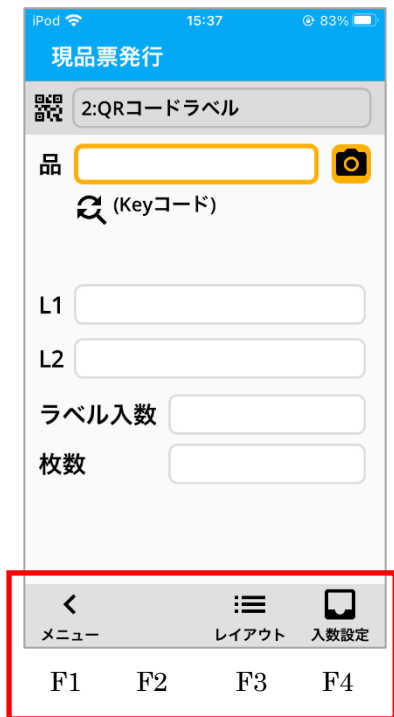 iPod 15:37 83%
現品票発行
2:QRコードラベル
品
(Keyコード)
L1
L2
ラベル入数
枚数
メニュー レイアウト 入数設定
F1 F2 F3 F4